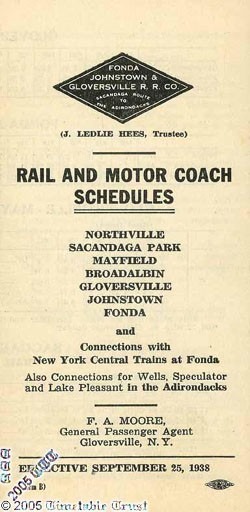 FONDA
JOHNSTOWN &
GLOVERSVILLE R. R. CO.
SACANDAGA ROUTE
TO
THE ADIRONDACKS
(J. LEDLIE HEES, Trustee)
RAIL AND MOTOR COACH
SCHEDULES
NORTHVILLE
SACANDAGA PARK
MAYFIELD
BROADALBIN
GLOVERSVILLE
JOHNSTOWN
FONDA
and
Connections with
New York Central Trains at Fonda
Also Connections for Wells, Speculator
and Lake Pleasant in the Adirondacks
F. A. MOORE,
General Passenger Agent
Gloversville, N. Y.
EFFECTIVE SEPTEMBER 25, 1938
B)
2005
© 2005 Timetable Trust